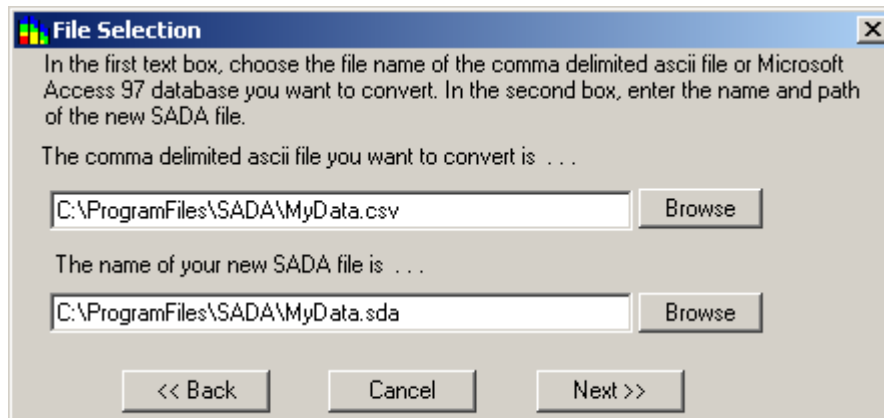 File Selection
In the first text box, choose the file name of the comma delimited ascii file or Microsoft
Access 97 database you want to convert. In the second box, enter the name and path
of the new SADA file.
The comma delimited ascii file you want to convert is . . .
C:\ProgramFiles\SADA\MyData.csv
Browse
The name of your new SADA file is . . .
C:\ProgramFiles\SADA\MyData.sda
Browse
<< Back
Cancel
Next >>